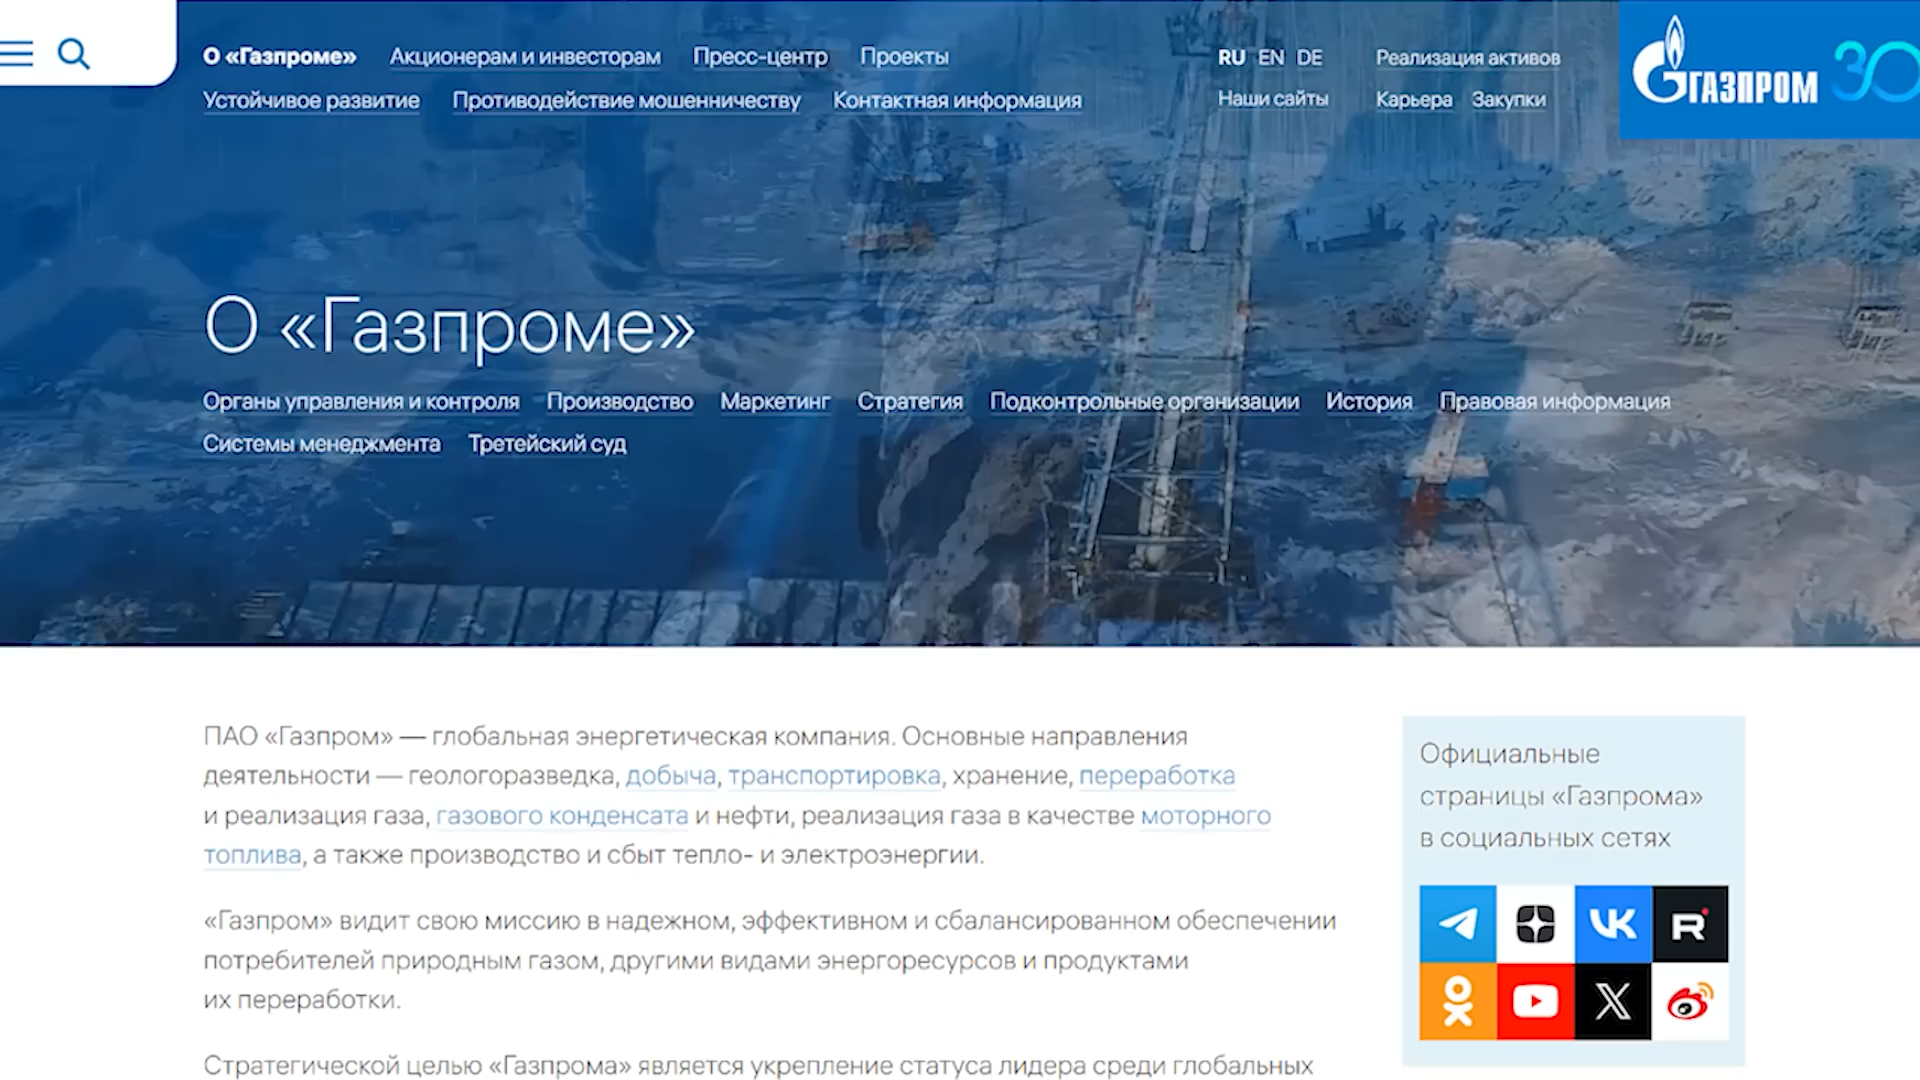 О «Газпроме» Акционерам и инвесторам Пресс-центр Проекты
Устойчивое развитие Противодействие мошенничеству Контактная информация
RU EN DE
Наши сайты
Реализация активов
Карьера Закупки
ГАЗПРОМ 30
О «Газпроме»
Органы управления и контроля Производство Маркетинг Стратегия Подконтрольные организации История Правовая информация
Системы менеджмента Третейский суд
ПАО «Газпром» — глобальная энергетическая компания. Основные направления
деятельности — геологоразведка, добыча, транспортировка, хранение, переработка
и реализация газа, газового конденсата и нефти, реализация газа в качестве моторного
топлива, а также производство и сбыт тепло- и электроэнергии.
«Газпром» видит свою миссию в надежном, эффективном и сбалансированном обеспечении
потребителей природным газом, другими видами энергоресурсов и продуктами
их переработки.
Стратегической целью «Газпрома» является укрепление статуса лидера среди глобальных
Официальные
страницы «Газпрома»
в социальных сетях